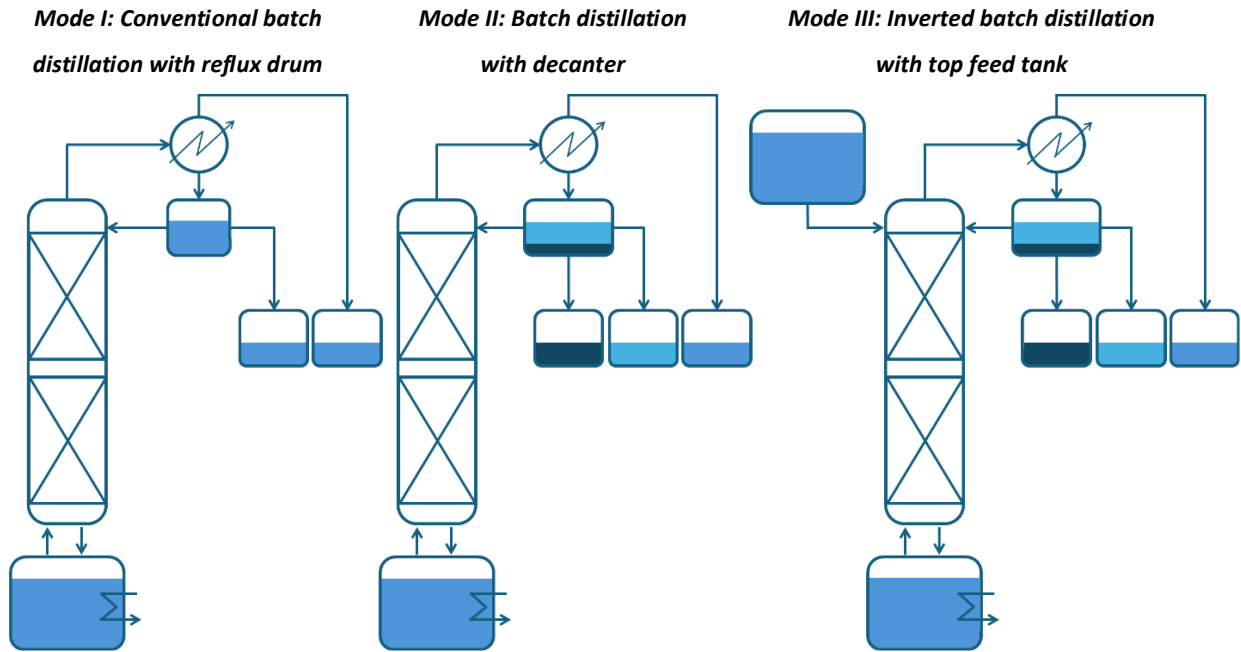 Mode I: Conventional batch
distillation with reflux drum
Mode II: Batch distillation
with decanter
Mode III: Inverted batch distillation
with top feed tank